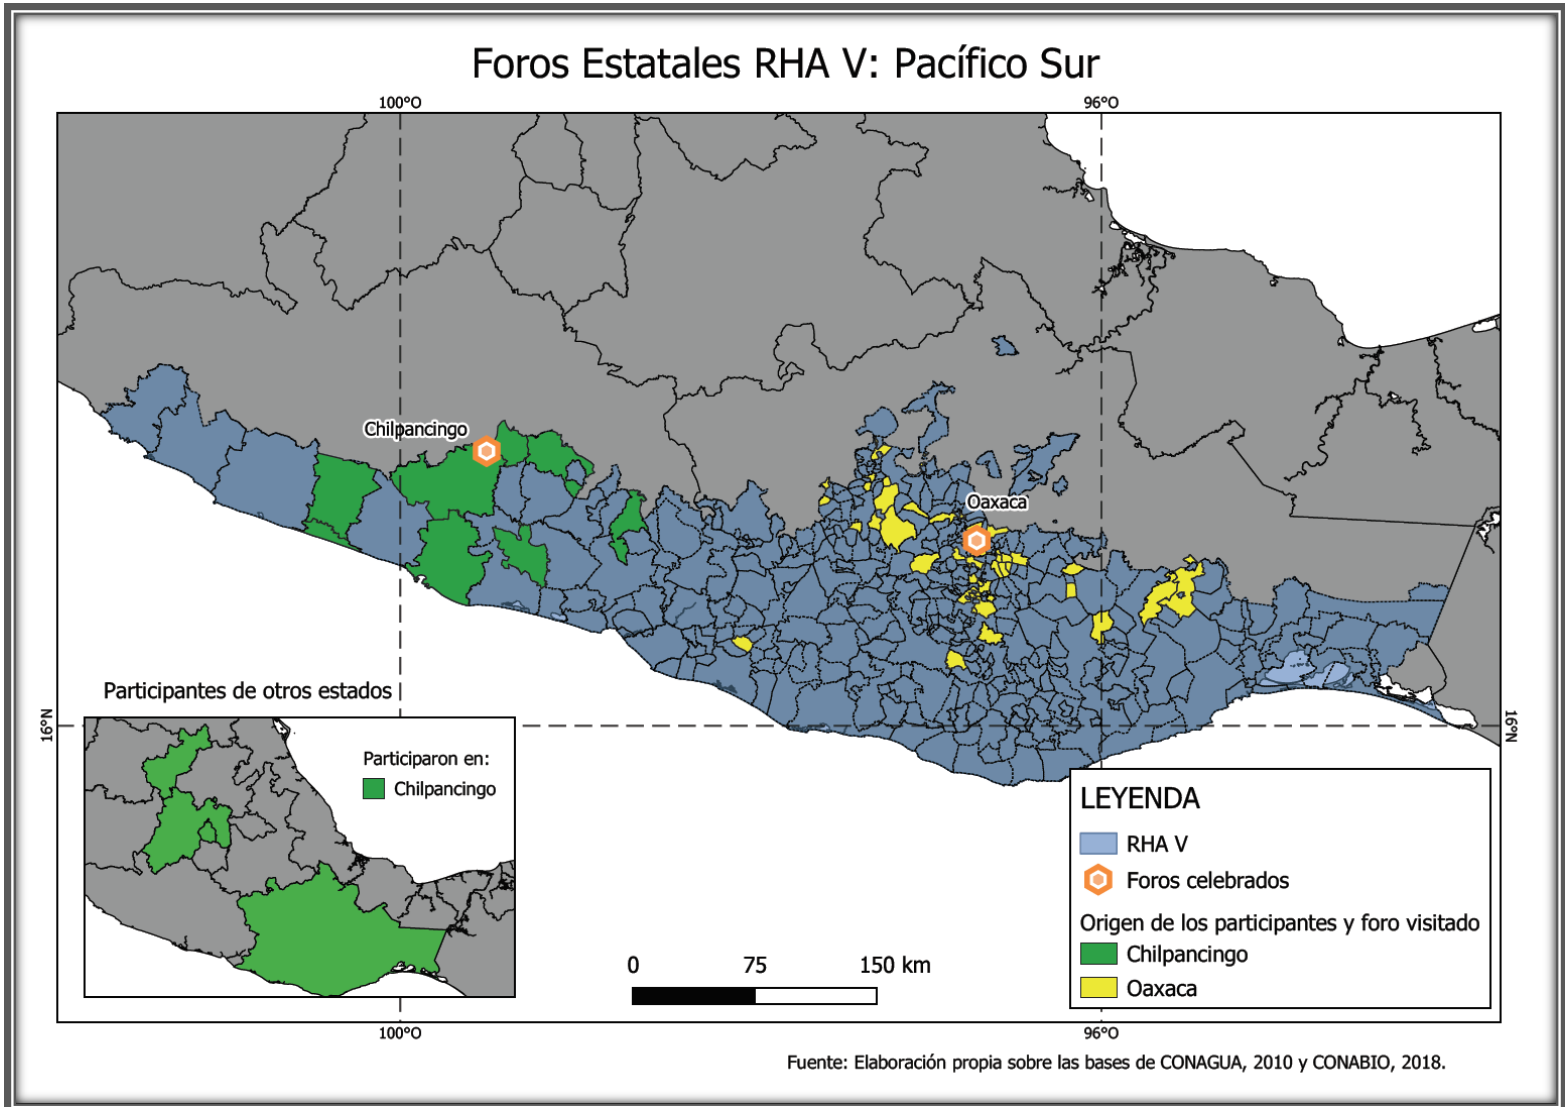 Foros Estatales RHA V: Pacífico Sur
100°O
96°O
Chilpancingo
Oaxaca
16°N
16°N
Participantes de otros estados
Participaron en:
Chilpancingo
LEYENDA
RHA V
Foros celebrados
Origen de los participantes y foro visitado
Chilpancingo
Oaxaca
0 75 150 km
100°O
96°O
Fuente: Elaboración propia sobre las bases de CONAGUA, 2010 y CONABIO, 2018.